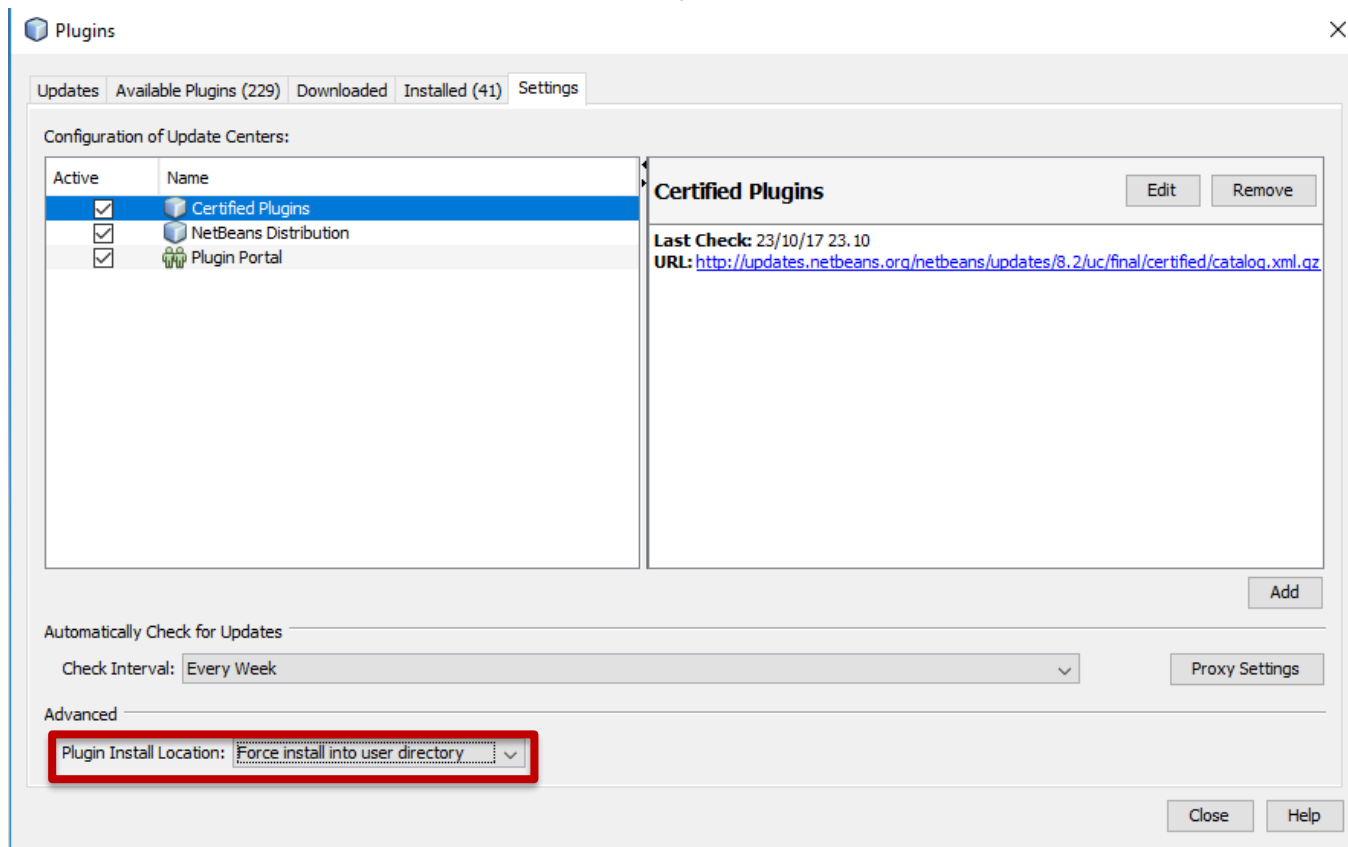 Plugins
Updates Available Plugins (229) Downloaded Installed (41) Settings
Configuration of Update Centers:
Active Name
Certified Plugins
NetBeans Distribution
Plugin Portal
Certified Plugins Edit Remove
Last Check: 23/10/17 23.10
URL: http://updates.netbeans.org/netbeans/updates/8.2/uc/final/certified/catalog.xml.gz
Add
Automatically Check for Updates
Check Interval: Every Week Proxy Settings
Advanced
Plugin Install Location: Force install into user directory
Close Help